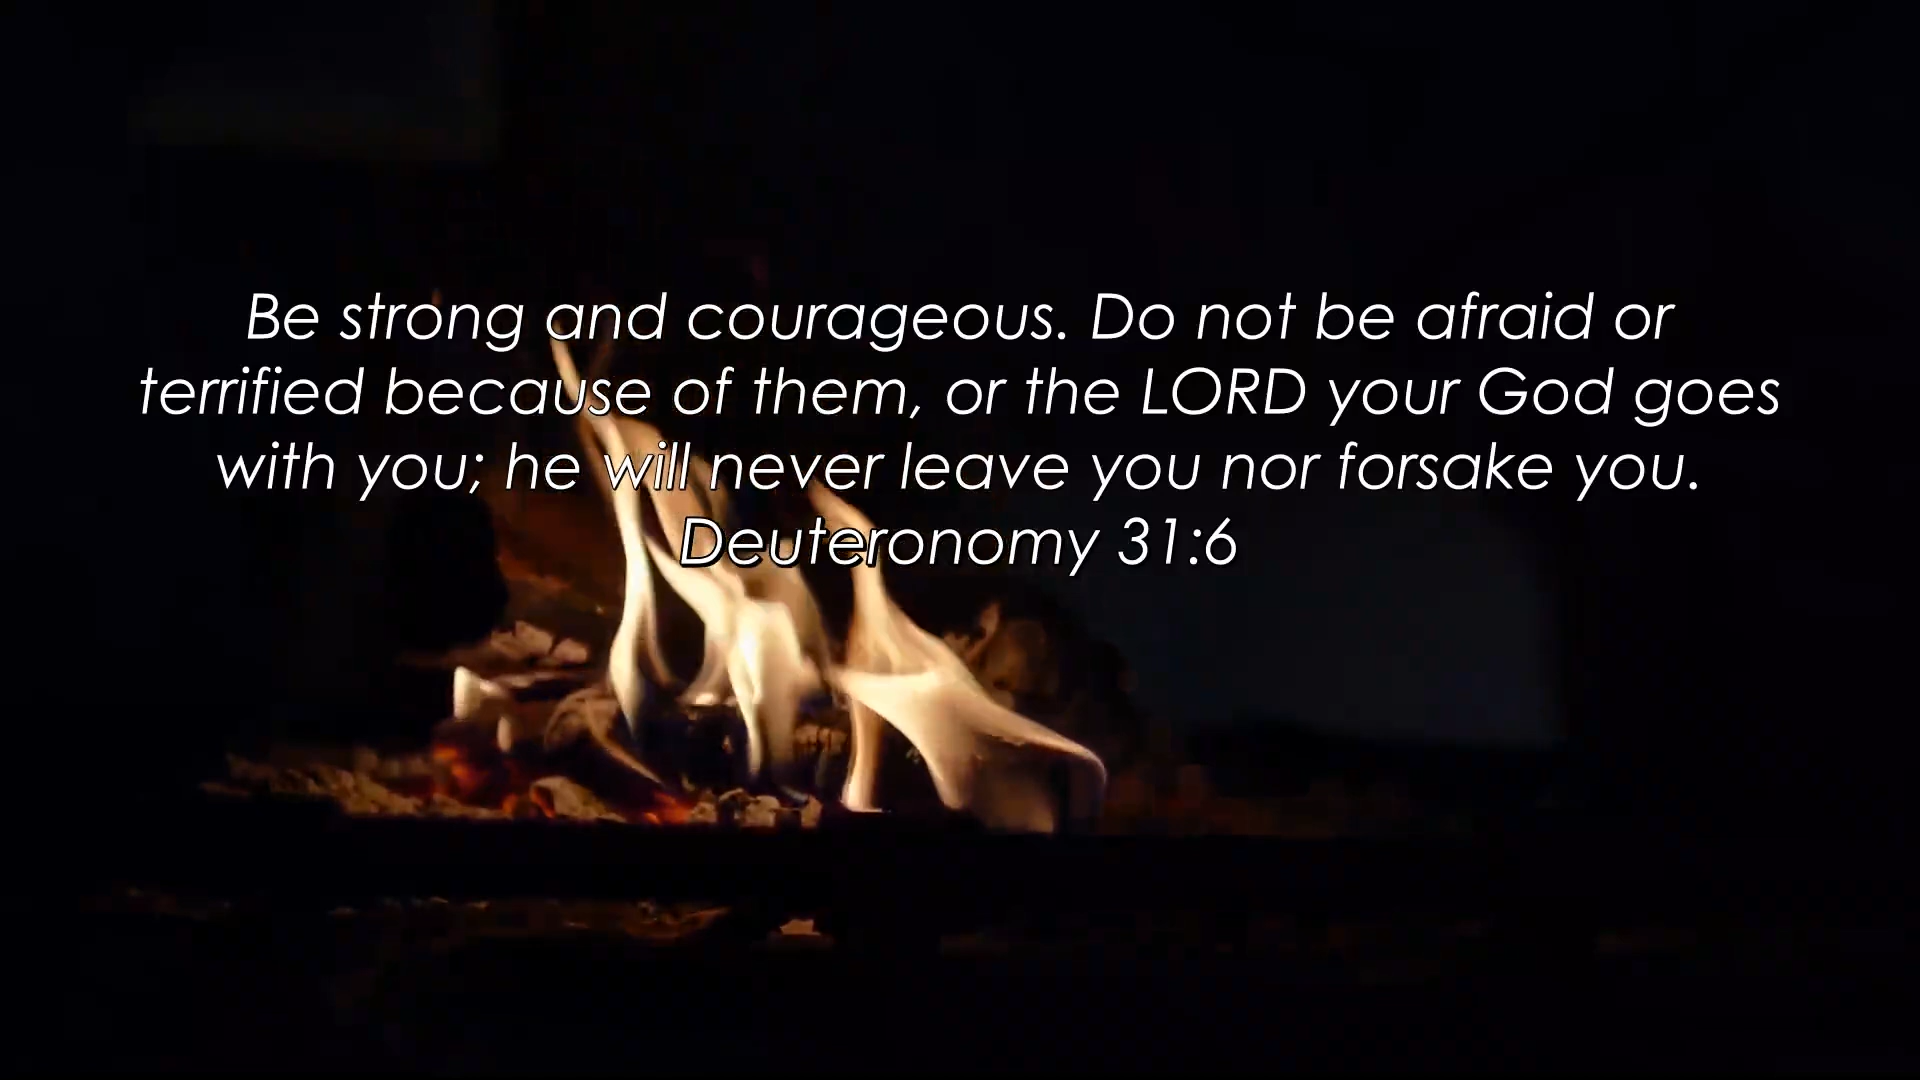 Be strong and courageous. Do not be afraid or
terrified because of them, or the LORD your God goes
with you; he will never leave you nor forsake you.
Deuteronomy 31:6